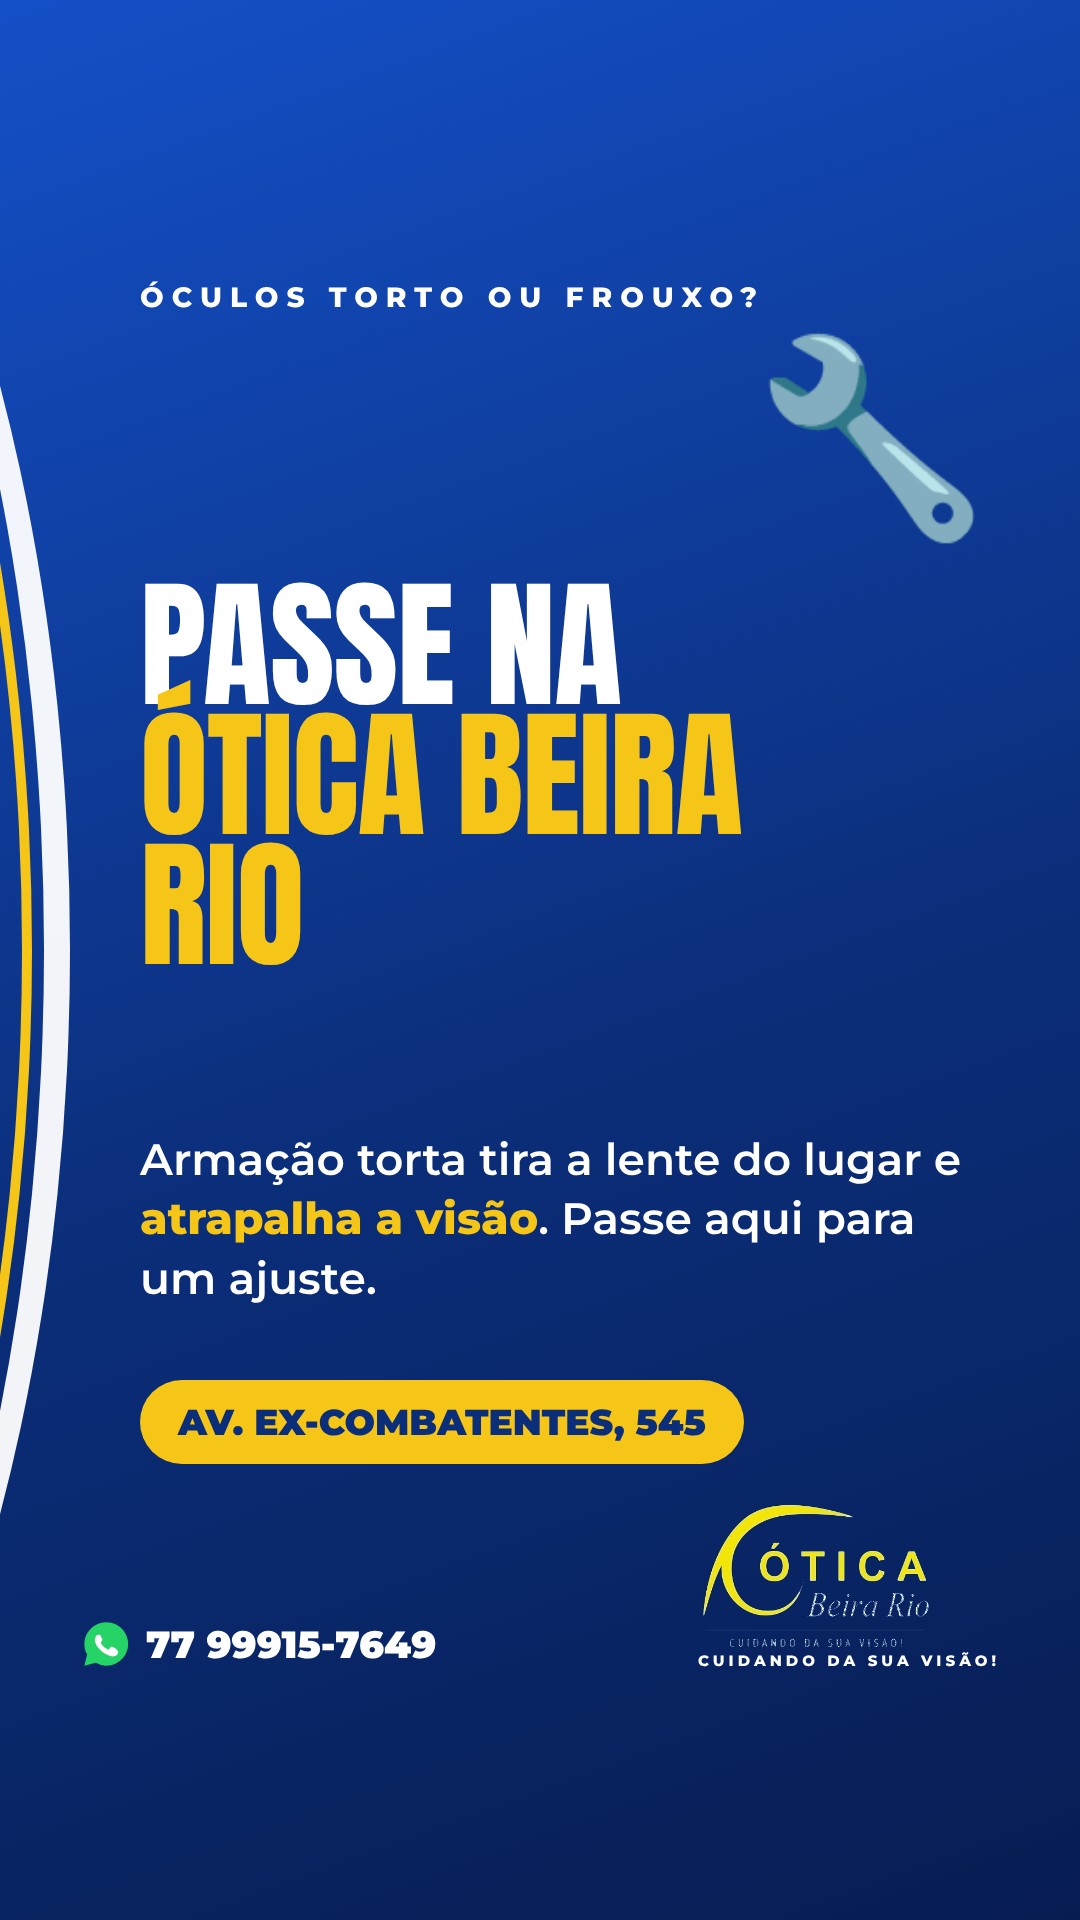 ÓCULOS TORTO OU FROUXO?
PASSE NA
ÓTICA BEIRA
RIO
Armação torta tira a lente do lugar e
atrapalha a visão. Passe aqui para
um ajuste.
AV. EX-COMBATENTES, 545
ÓTICA
Beira Rio
CUIDANDO DA SUA VISÃO!
CUIDANDO DA SUA VISÃO!
77 99915-7649